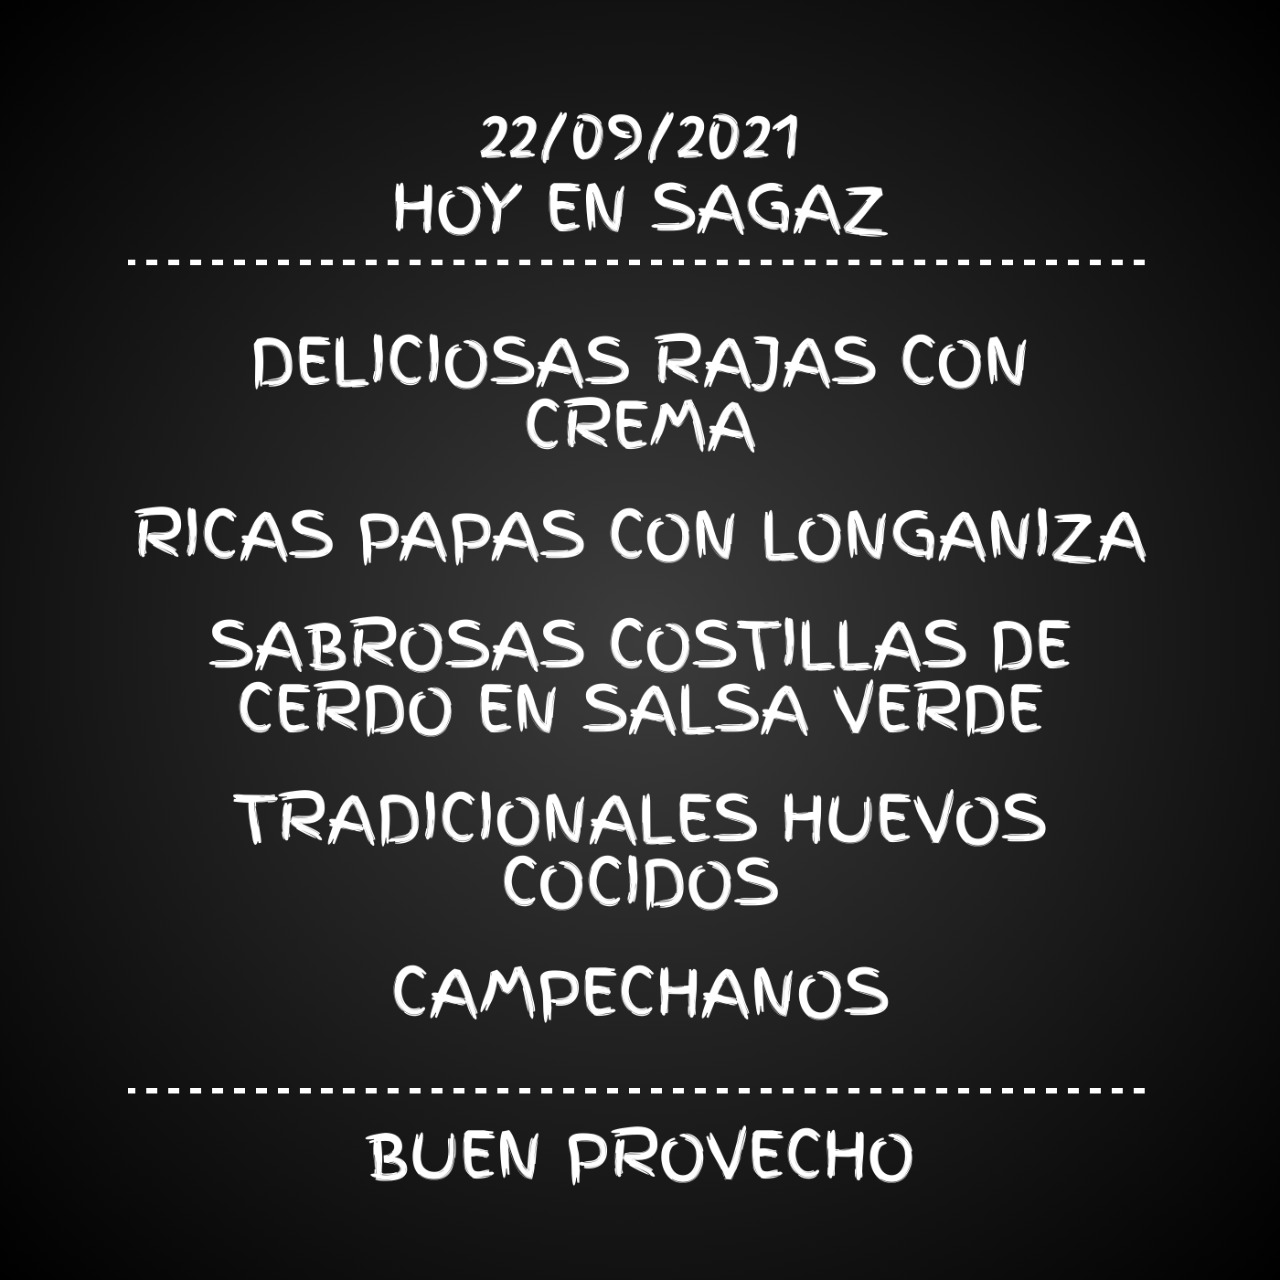 22/09/2021
HOY EN SAGAZ
DELICIOSAS RAJAS CON
CREMA
RICAS PAPAS CON LONGANIZA
SABROSAS COSTILLAS DE
CERDO EN SALSA VERDE
TRADICIONALES HUEVOS
COCIDOS
CAMPECHANOS
BUEN PROVECHO